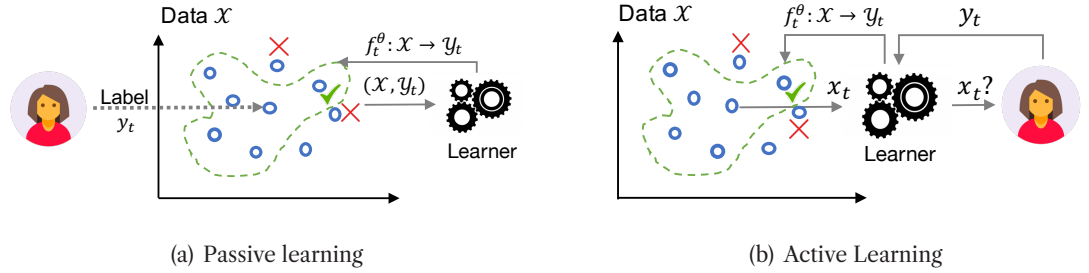 Data 𝒳
f_t^θ: 𝒳 → 𝒴_t
(𝒳, 𝒴_t)
Label
y_t
Learner
(a) Passive learning
Data 𝒳
f_t^θ: 𝒳 → 𝒴_t
y_t
x_t
x_t?
Learner
(b) Active Learning